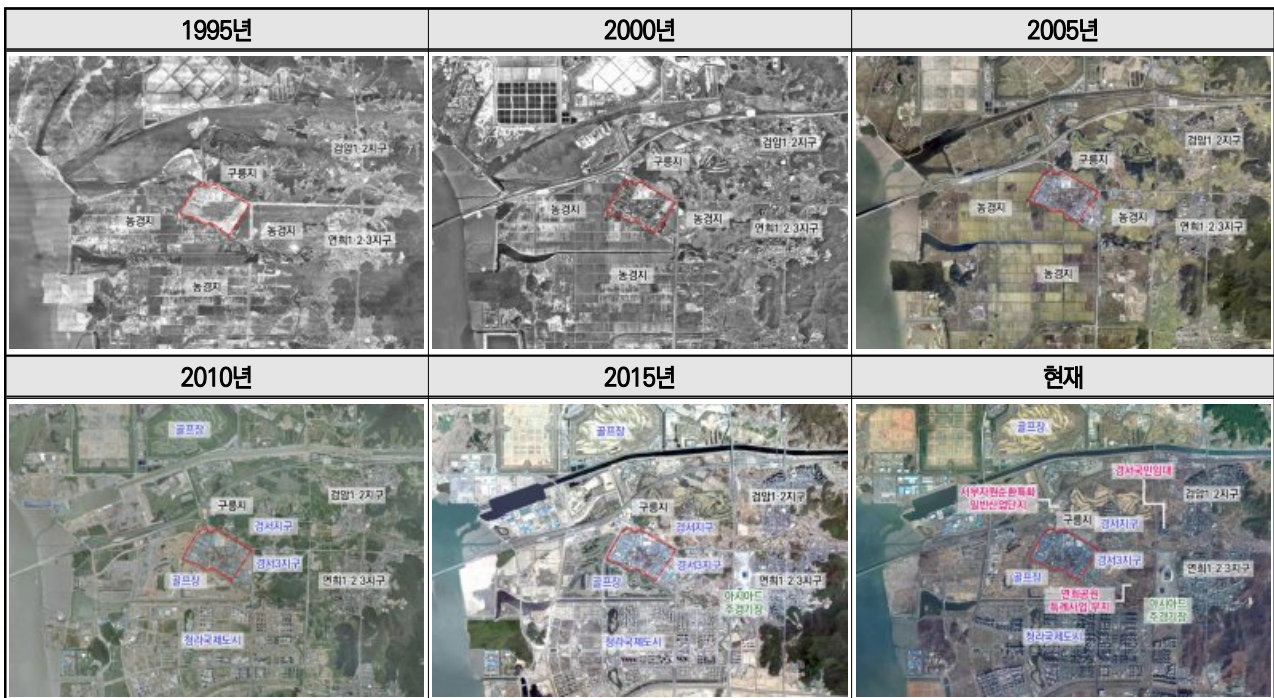 1995년
2000년
2005년
검암1·2지구
구릉지
농경지
농경지
연희1·2·3지구
농경지
검암1·2지구
구릉지
농경지
농경지
연희1·2·3지구
농경지
검암1·2지구
구릉지
농경지
농경지
연희1·2·3지구
농경지
2010년
2015년
현재
골프장
검암1·2지구
구릉지
경서지구
경서3지구
골프장
연희1·2·3지구
청라국제도시
골프장
검암1·2지구
구릉지
경서지구
경서3지구
골프장
연희1·2·3지구
아시아드
주경기장
청라국제도시
골프장
경서국민임대
서부자원순환특화
일반산업단지
검암1·2지구
구릉지
경서지구
경서3지구
골프장
연희1·2·3지구
연희공원
특례사업 부지
아시아드
주경기장
청라국제도시